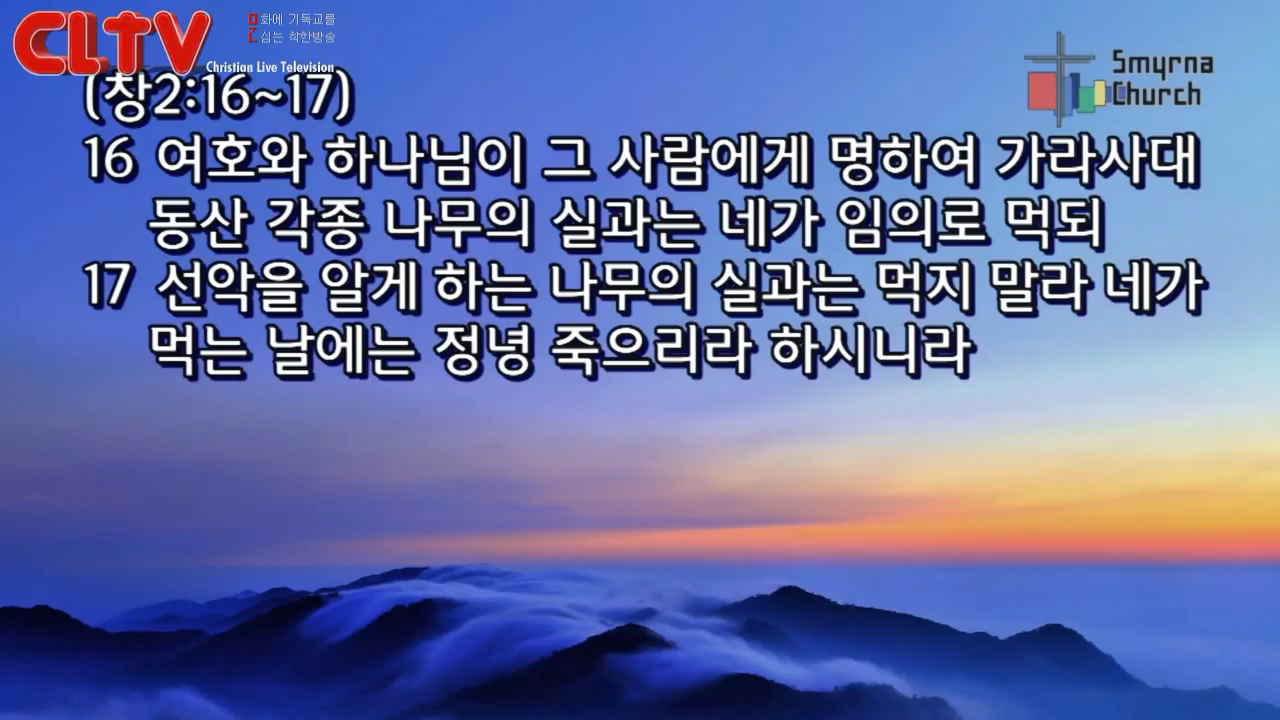 CLTV
문화에 기독교를
심는 착한방송
Christian Live Television
Smyrna
Church
(창2:16~17)
16 여호와 하나님이 그 사람에게 명하여 가라사대
동산 각종 나무의 실과는 네가 임의로 먹되
17 선악을 알게 하는 나무의 실과는 먹지 말라 네가
먹는 날에는 정녕 죽으리라 하시니라